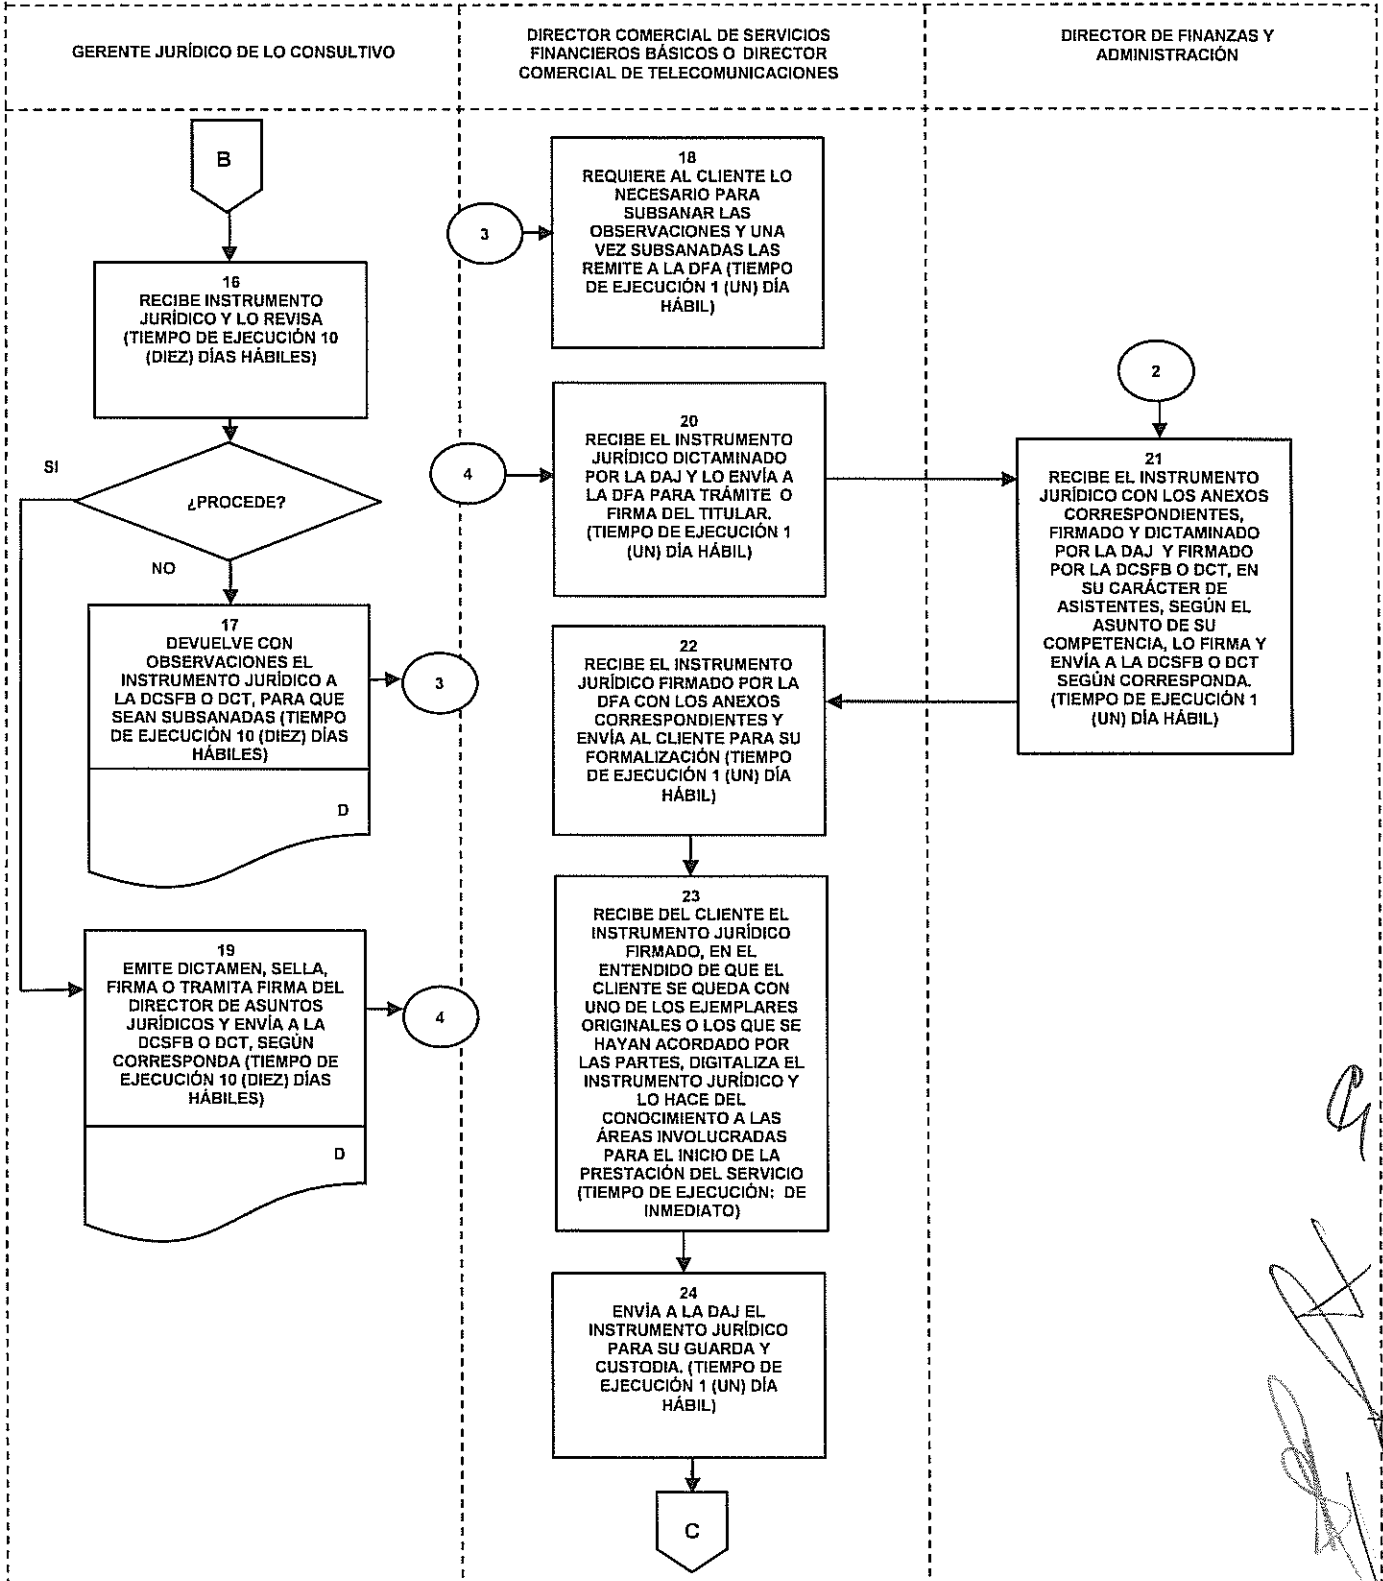 GERENTE JURÍDICO DE LO CONSULTIVO
DIRECTOR COMERCIAL DE SERVICIOS
FINANCIEROS BÁSICOS O DIRECTOR
COMERCIAL DE TELECOMUNICACIONES
DIRECTOR DE FINANZAS Y
ADMINISTRACIÓN
B
16
RECIBE INSTRUMENTO
JURÍDICO Y LO REVISA
(TIEMPO DE EJECUCIÓN 10
(DIEZ) DÍAS HÁBILES)
¿PROCEDE?
SI
NO
17
DEVUELVE CON
OBSERVACIONES EL
INSTRUMENTO JURÍDICO A
LA DCSFB O DCT, PARA QUE
SEAN SUBSANADAS (TIEMPO
DE EJECUCIÓN 10 (DIEZ) DÍAS
HÁBILES)
D
3
19
EMITE DICTAMEN, SELLA,
FIRMA O TRAMITA FIRMA DEL
DIRECTOR DE ASUNTOS
JURÍDICOS Y ENVÍA A LA
DCSFB O DCT, SEGÚN
CORRESPONDA (TIEMPO DE
EJECUCIÓN 10 (DIEZ) DÍAS
HÁBILES)
D
4
3
18
REQUIERE AL CLIENTE LO
NECESARIO PARA
SUBSANAR LAS
OBSERVACIONES Y UNA
VEZ SUBSANADAS LAS
REMITE A LA DFA (TIEMPO
DE EJECUCIÓN 1 (UN) DÍA
HÁBIL)
4
20
RECIBE EL INSTRUMENTO
JURÍDICO DICTAMINADO
POR LA DAJ Y LO ENVÍA A
LA DFA PARA TRÁMITE O
FIRMA DEL TITULAR.
(TIEMPO DE EJECUCIÓN 1
(UN) DÍA HÁBIL)
2
21
RECIBE EL INSTRUMENTO
JURÍDICO CON LOS ANEXOS
CORRESPONDIENTES,
FIRMADO Y DICTAMINADO
POR LA DAJ Y FIRMADO
POR LA DCSFB O DCT, EN
SU CARÁCTER DE
ASISTENTES, SEGÚN EL
ASUNTO DE SU
COMPETENCIA, LO FIRMA Y
ENVÍA A LA DCSFB O DCT
SEGÚN CORRESPONDA.
(TIEMPO DE EJECUCIÓN 1
(UN) DÍA HÁBIL)
22
RECIBE EL INSTRUMENTO
JURÍDICO FIRMADO POR LA
DFA CON LOS ANEXOS
CORRESPONDIENTES Y
ENVÍA AL CLIENTE PARA SU
FORMALIZACIÓN (TIEMPO
DE EJECUCIÓN 1 (UN) DÍA
HÁBIL)
23
RECIBE DEL CLIENTE EL
INSTRUMENTO JURÍDICO
FIRMADO, EN EL
ENTENDIDO DE QUE EL
CLIENTE SE QUEDA CON
UNO DE LOS EJEMPLARES
ORIGINALES O LOS QUE SE
HAYAN ACORDADO POR
LAS PARTES, DIGITALIZA EL
INSTRUMENTO JURÍDICO Y
LO HACE DEL
CONOCIMIENTO A LAS
ÁREAS INVOLUCRADAS
PARA EL INICIO DE LA
PRESTACIÓN DEL SERVICIO
(TIEMPO DE EJECUCIÓN: DE
INMEDIATO)
24
ENVÍA A LA DAJ EL
INSTRUMENTO JURÍDICO
PARA SU GUARDA Y
CUSTODIA. (TIEMPO DE
EJECUCIÓN 1 (UN) DÍA
HÁBIL)
C